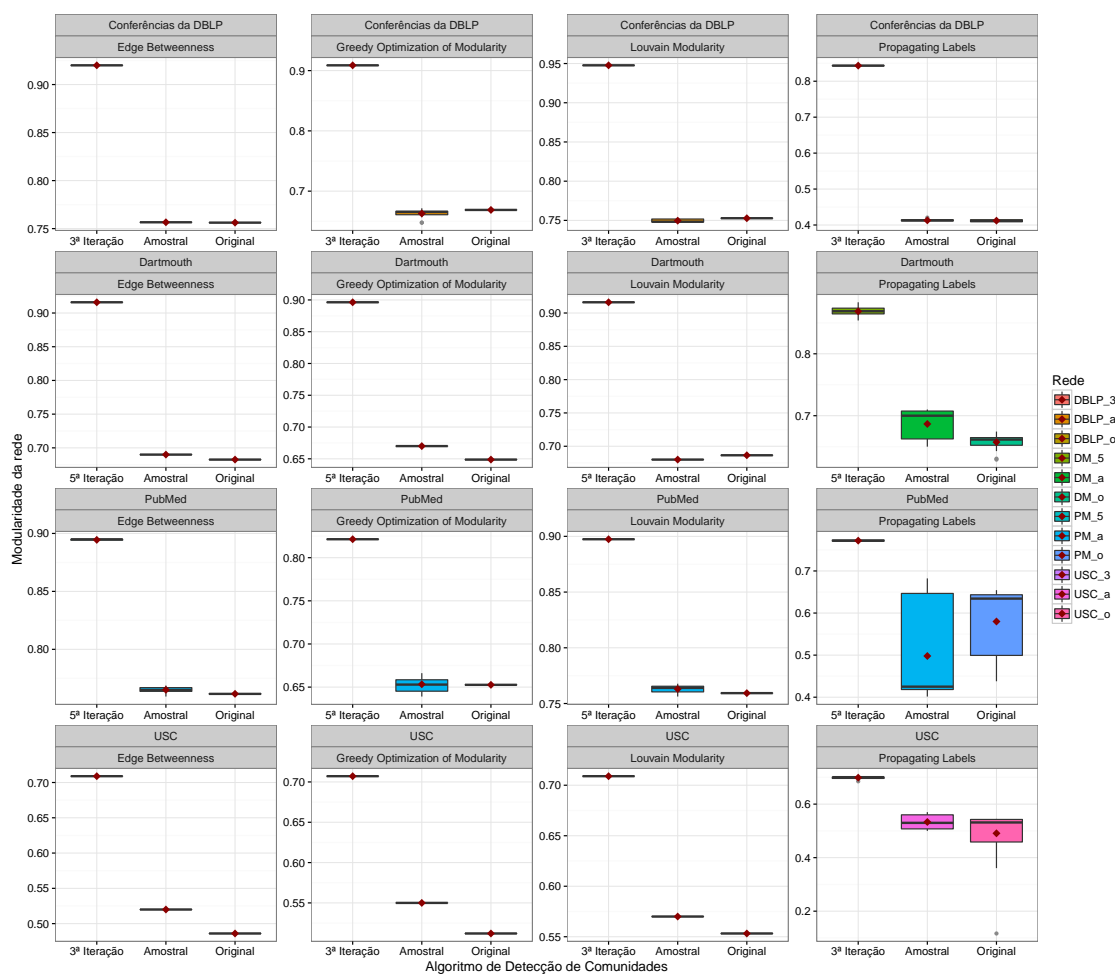 Conferências da DBLP
Conferências da DBLP
Conferências da DBLP
Conferências da DBLP
Edge Betweenness
Greedy Optimization of Modularity
Louvain Modularity
Propagating Labels
0.90
0.85
0.80
0.75
0.9
0.8
0.7
0.95
0.90
0.85
0.80
0.75
0.8
0.7
0.6
0.5
0.4
3ª Iteração Amostral Original
3ª Iteração Amostral Original
3ª Iteração Amostral Original
3ª Iteração Amostral Original
Dartmouth
Dartmouth
Dartmouth
Dartmouth
Edge Betweenness
Greedy Optimization of Modularity
Louvain Modularity
Propagating Labels
0.90
0.85
0.80
0.75
0.70
0.90
0.85
0.80
0.75
0.70
0.65
0.90
0.85
0.80
0.75
0.70
0.8
0.7
5ª Iteração Amostral Original
5ª Iteração Amostral Original
5ª Iteração Amostral Original
5ª Iteração Amostral Original
PubMed
PubMed
PubMed
PubMed
Edge Betweenness
Greedy Optimization of Modularity
Louvain Modularity
Propagating Labels
0.90
0.85
0.80
0.80
0.75
0.70
0.65
0.90
0.85
0.80
0.75
0.7
0.6
0.5
0.4
5ª Iteração Amostral Original
5ª Iteração Amostral Original
5ª Iteração Amostral Original
5ª Iteração Amostral Original
USC
USC
USC
USC
Edge Betweenness
Greedy Optimization of Modularity
Louvain Modularity
Propagating Labels
0.70
0.65
0.60
0.55
0.50
0.70
0.65
0.60
0.55
0.70
0.65
0.60
0.55
0.6
0.4
0.2
3ª Iteração Amostral Original
3ª Iteração Amostral Original
3ª Iteração Amostral Original
3ª Iteração Amostral Original
Modularidade da rede
Algoritmo de Detecção de Comunidades
Rede
DBLP_3
DBLP_a
DBLP_o
DM_5
DM_a
DM_o
PM_5
PM_a
PM_o
USC_3
USC_a
USC_o